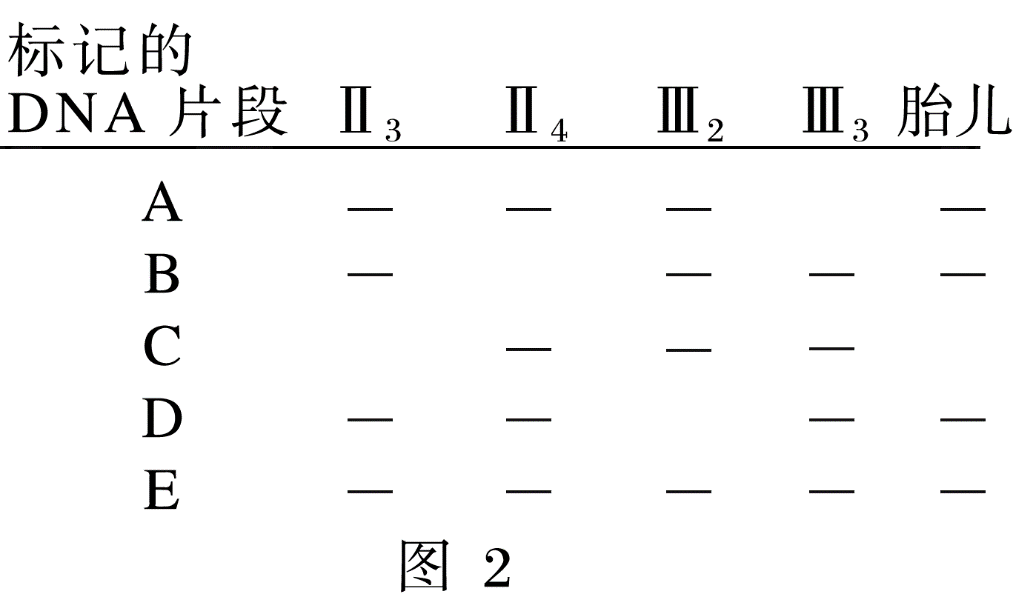 标记的
DNA 片段 Ⅱ3 Ⅱ4 Ⅲ2 Ⅲ3 胎儿
A — — — —
B — — — —
C — — —
D — — — —
E — — — — —
图 2